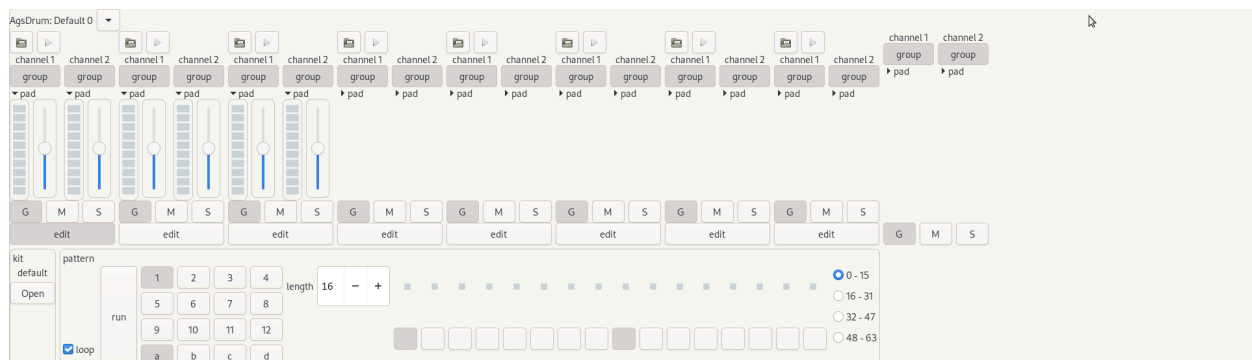 AgsDrum: Default 0
channel 1 channel 2 channel 1 channel 2 channel 1 channel 2 channel 1 channel 2 channel 1 channel 2 channel 1 channel 2 channel 1 channel 2 channel 1 channel 2 channel 1 channel 2
group group group group group group group group group group group group group group group group group group
pad pad pad pad pad pad pad pad pad pad pad pad pad pad pad pad pad pad
G M S G M S G M S G M S G M S G M S G M S G M S
edit edit edit edit edit edit edit edit G M S
kit pattern
default 1 2 3 4 0 - 15
Open length 16 − +
5 6 7 8 16 - 31
run
9 10 11 12 32 - 47
48 - 63
loop a b c d